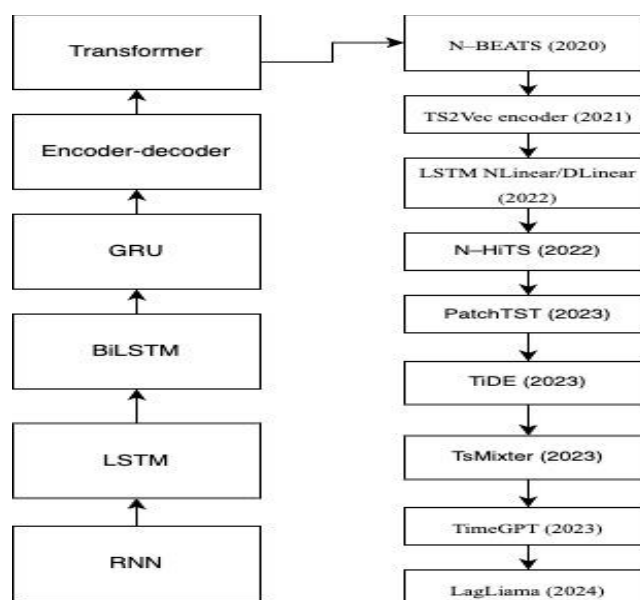 Transformer
Encoder-decoder
GRU
BiLSTM
LSTM
RNN
N–BEATS (2020)
TS2Vec encoder (2021)
LSTM NLinear/DLinear
(2022)
N–HiTS (2022)
PatchTST (2023)
TiDE (2023)
TsMixter (2023)
TimeGPT (2023)
LagLiama (2024)